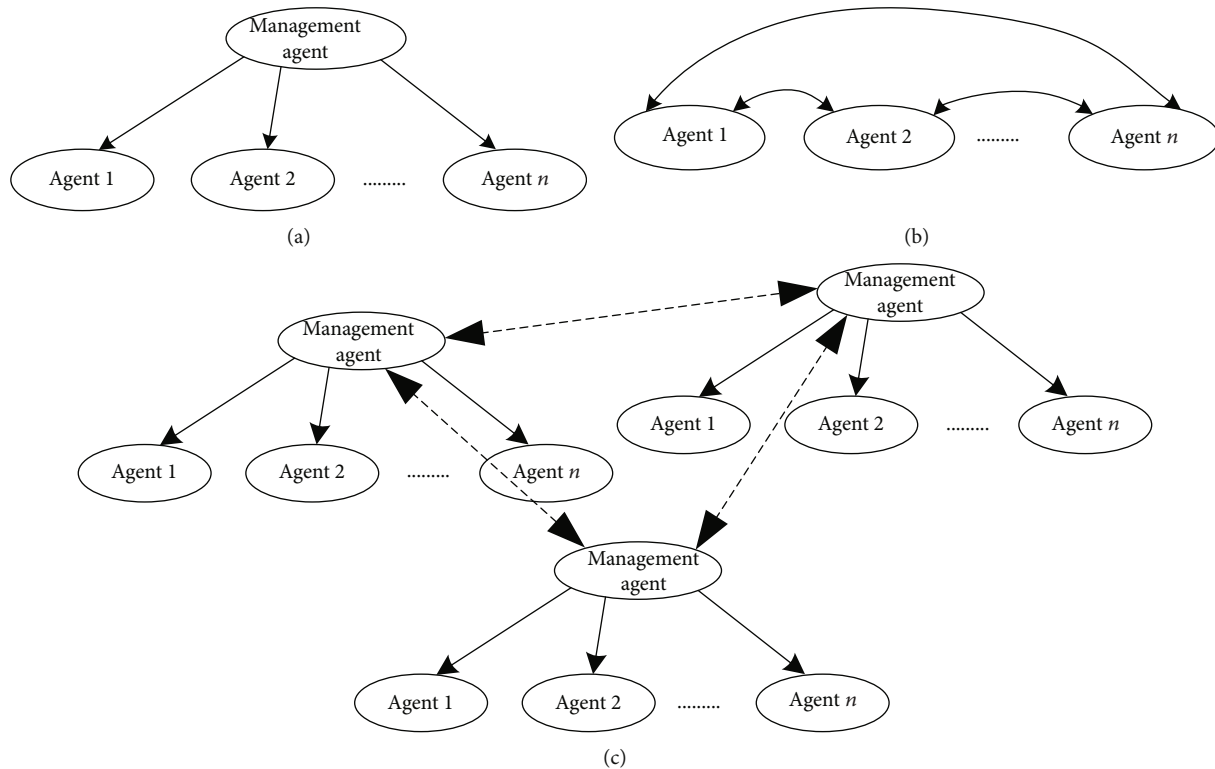 Management
agent
Agent 1
Agent 2
.........
Agent n
(a)
Agent 1
Agent 2
.........
Agent n
(b)
Management
agent
Agent 1
Agent 2
.........
Agent n
Management
agent
Agent 1
Agent 2
.........
Agent n
Management
agent
Agent 1
Agent 2
.........
Agent n
(c)